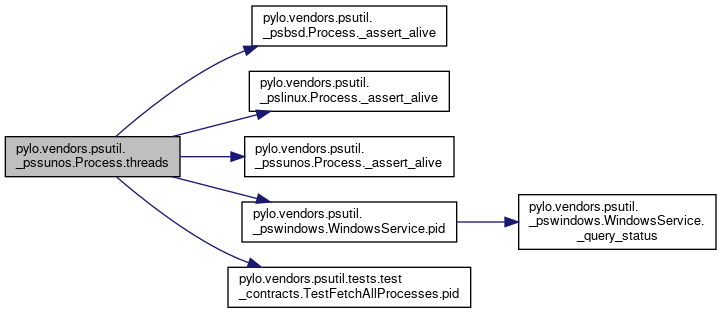 pylo.vendors.psutil.
_psbsd.Process._assert_alive
pylo.vendors.psutil.
_pslinux.Process._assert_alive
pylo.vendors.psutil.
_pssunos.Process.threads
pylo.vendors.psutil.
_pssunos.Process._assert_alive
pylo.vendors.psutil.
_pswindows.WindowsService.pid
pylo.vendors.psutil.
_pswindows.WindowsService.
_query_status
pylo.vendors.psutil.tests.test
_contracts.TestFetchAllProcesses.pid